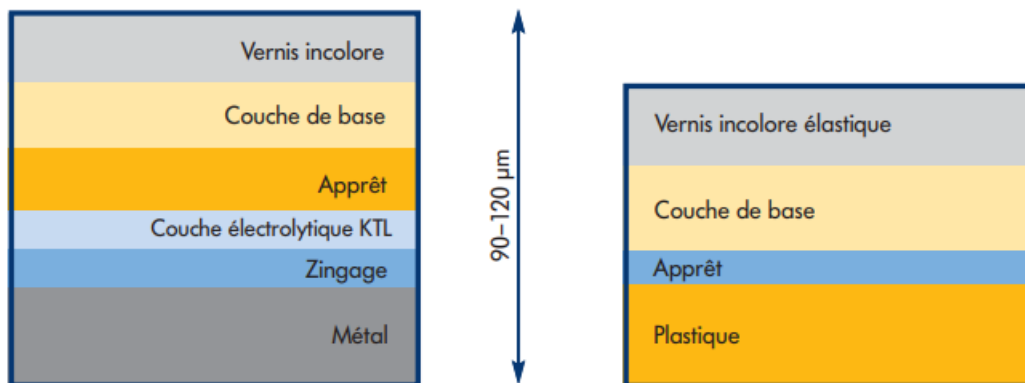 Vernis incolore
Couche de base
Apprêt
Couche électrolytique KTL
Zingage
Métal
90–120 µm
Vernis incolore élastique
Couche de base
Apprêt
Plastique